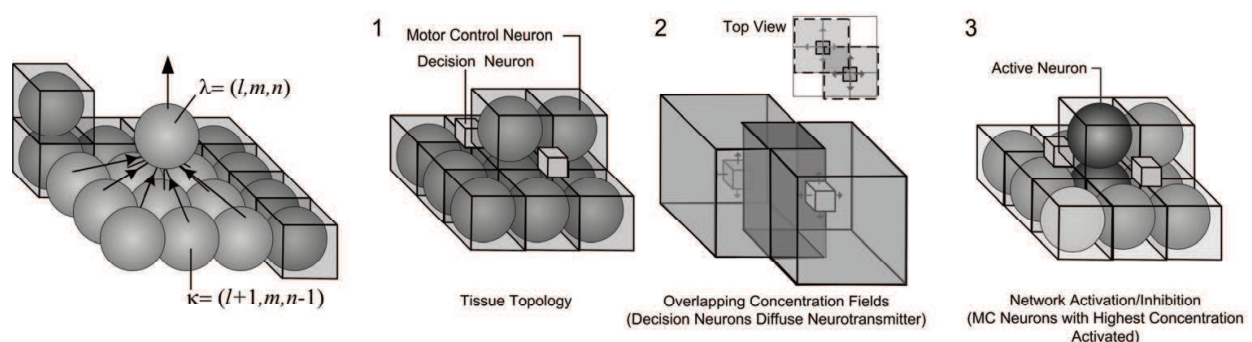 λ= (l,m,n)
κ= (l+1,m,n-1)
1
Motor Control Neuron
Decision Neuron
Tissue Topology
2
Top View
Overlapping Concentration Fields
(Decision Neurons Diffuse Neurotransmitter)
3
Active Neuron
Network Activation/Inhibition
(MC Neurons with Highest Concentration
Activated)